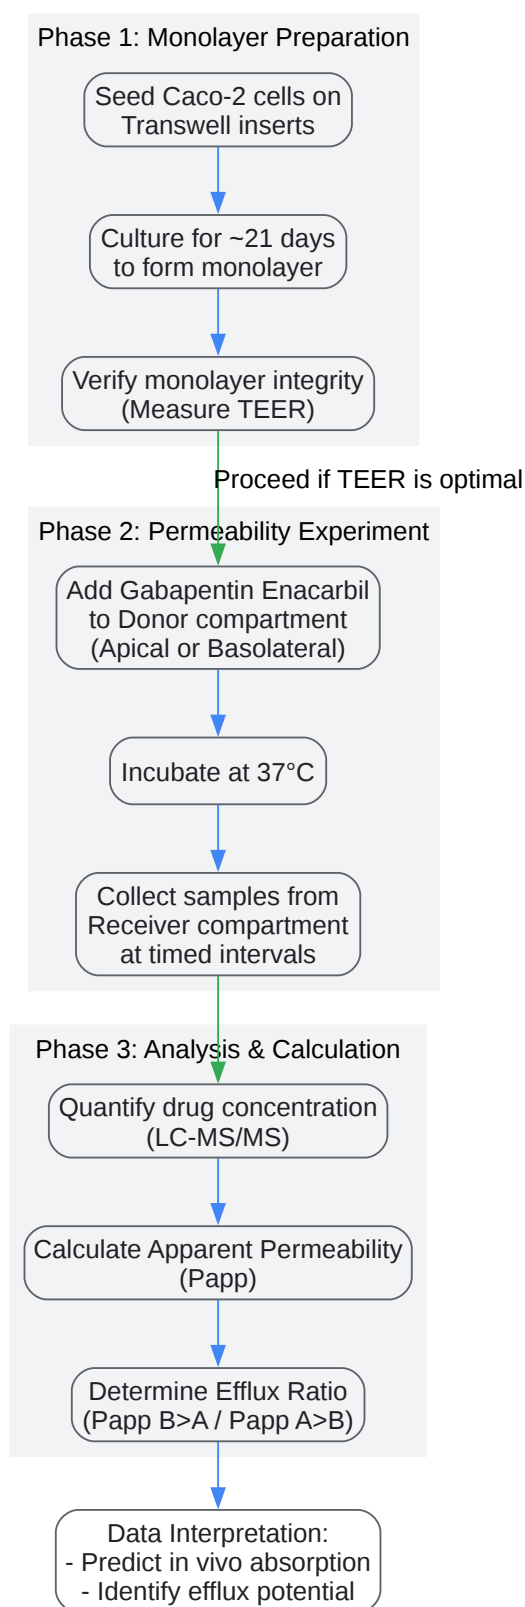 Phase 1: Monolayer Preparation
Seed Caco-2 cells on
Transwell inserts
Culture for ~21 days
to form monolayer
Verify monolayer integrity
(Measure TEER)
Proceed if TEER is optimal
Phase 2: Permeability Experiment
Add Gabapentin Enacarbil
to Donor compartment
(Apical or Basolateral)
Incubate at 37°C
Collect samples from
Receiver compartment
at timed intervals
Phase 3: Analysis & Calculation
Quantify drug concentration
(LC-MS/MS)
Calculate Apparent Permeability
(Papp)
Determine Efflux Ratio
(Papp B>A / Papp A>B)
Data Interpretation:
- Predict in vivo absorption
- Identify efflux potential